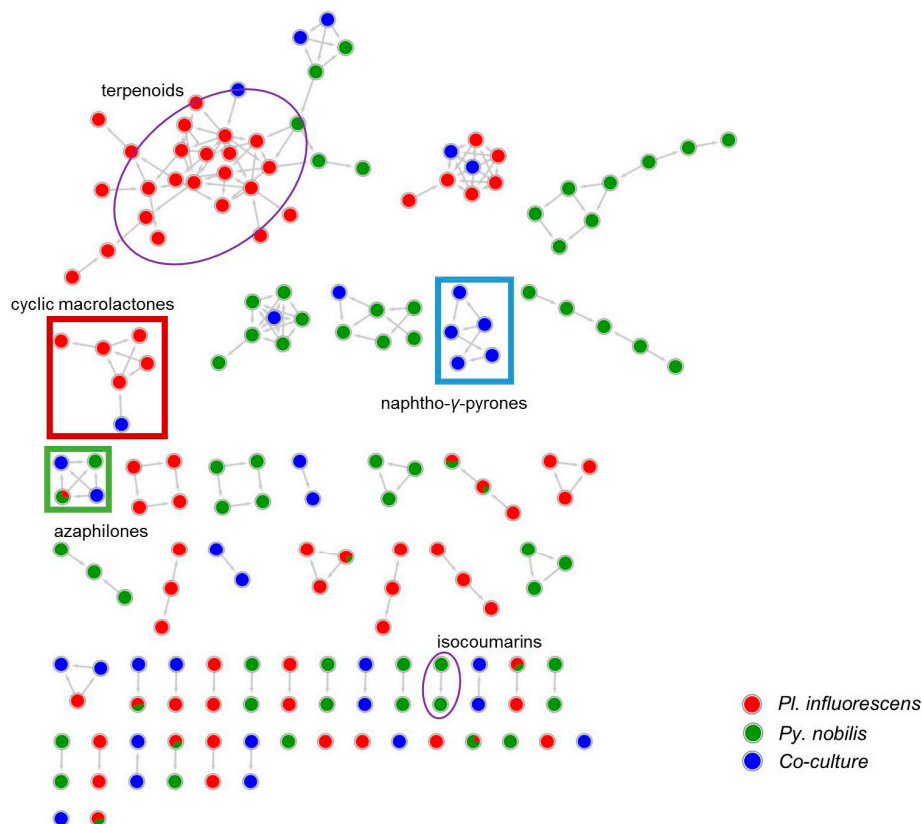 terpenoids
cyclic macrolactones
naphtho-γ-pyrones
azaphilones
isocoumarins
Pl. influorescens
Py. nobilis
Co-culture